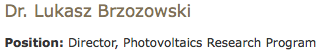 Dr. Lukasz Brzozowski
Position: Director, Photovoltaics Research Program